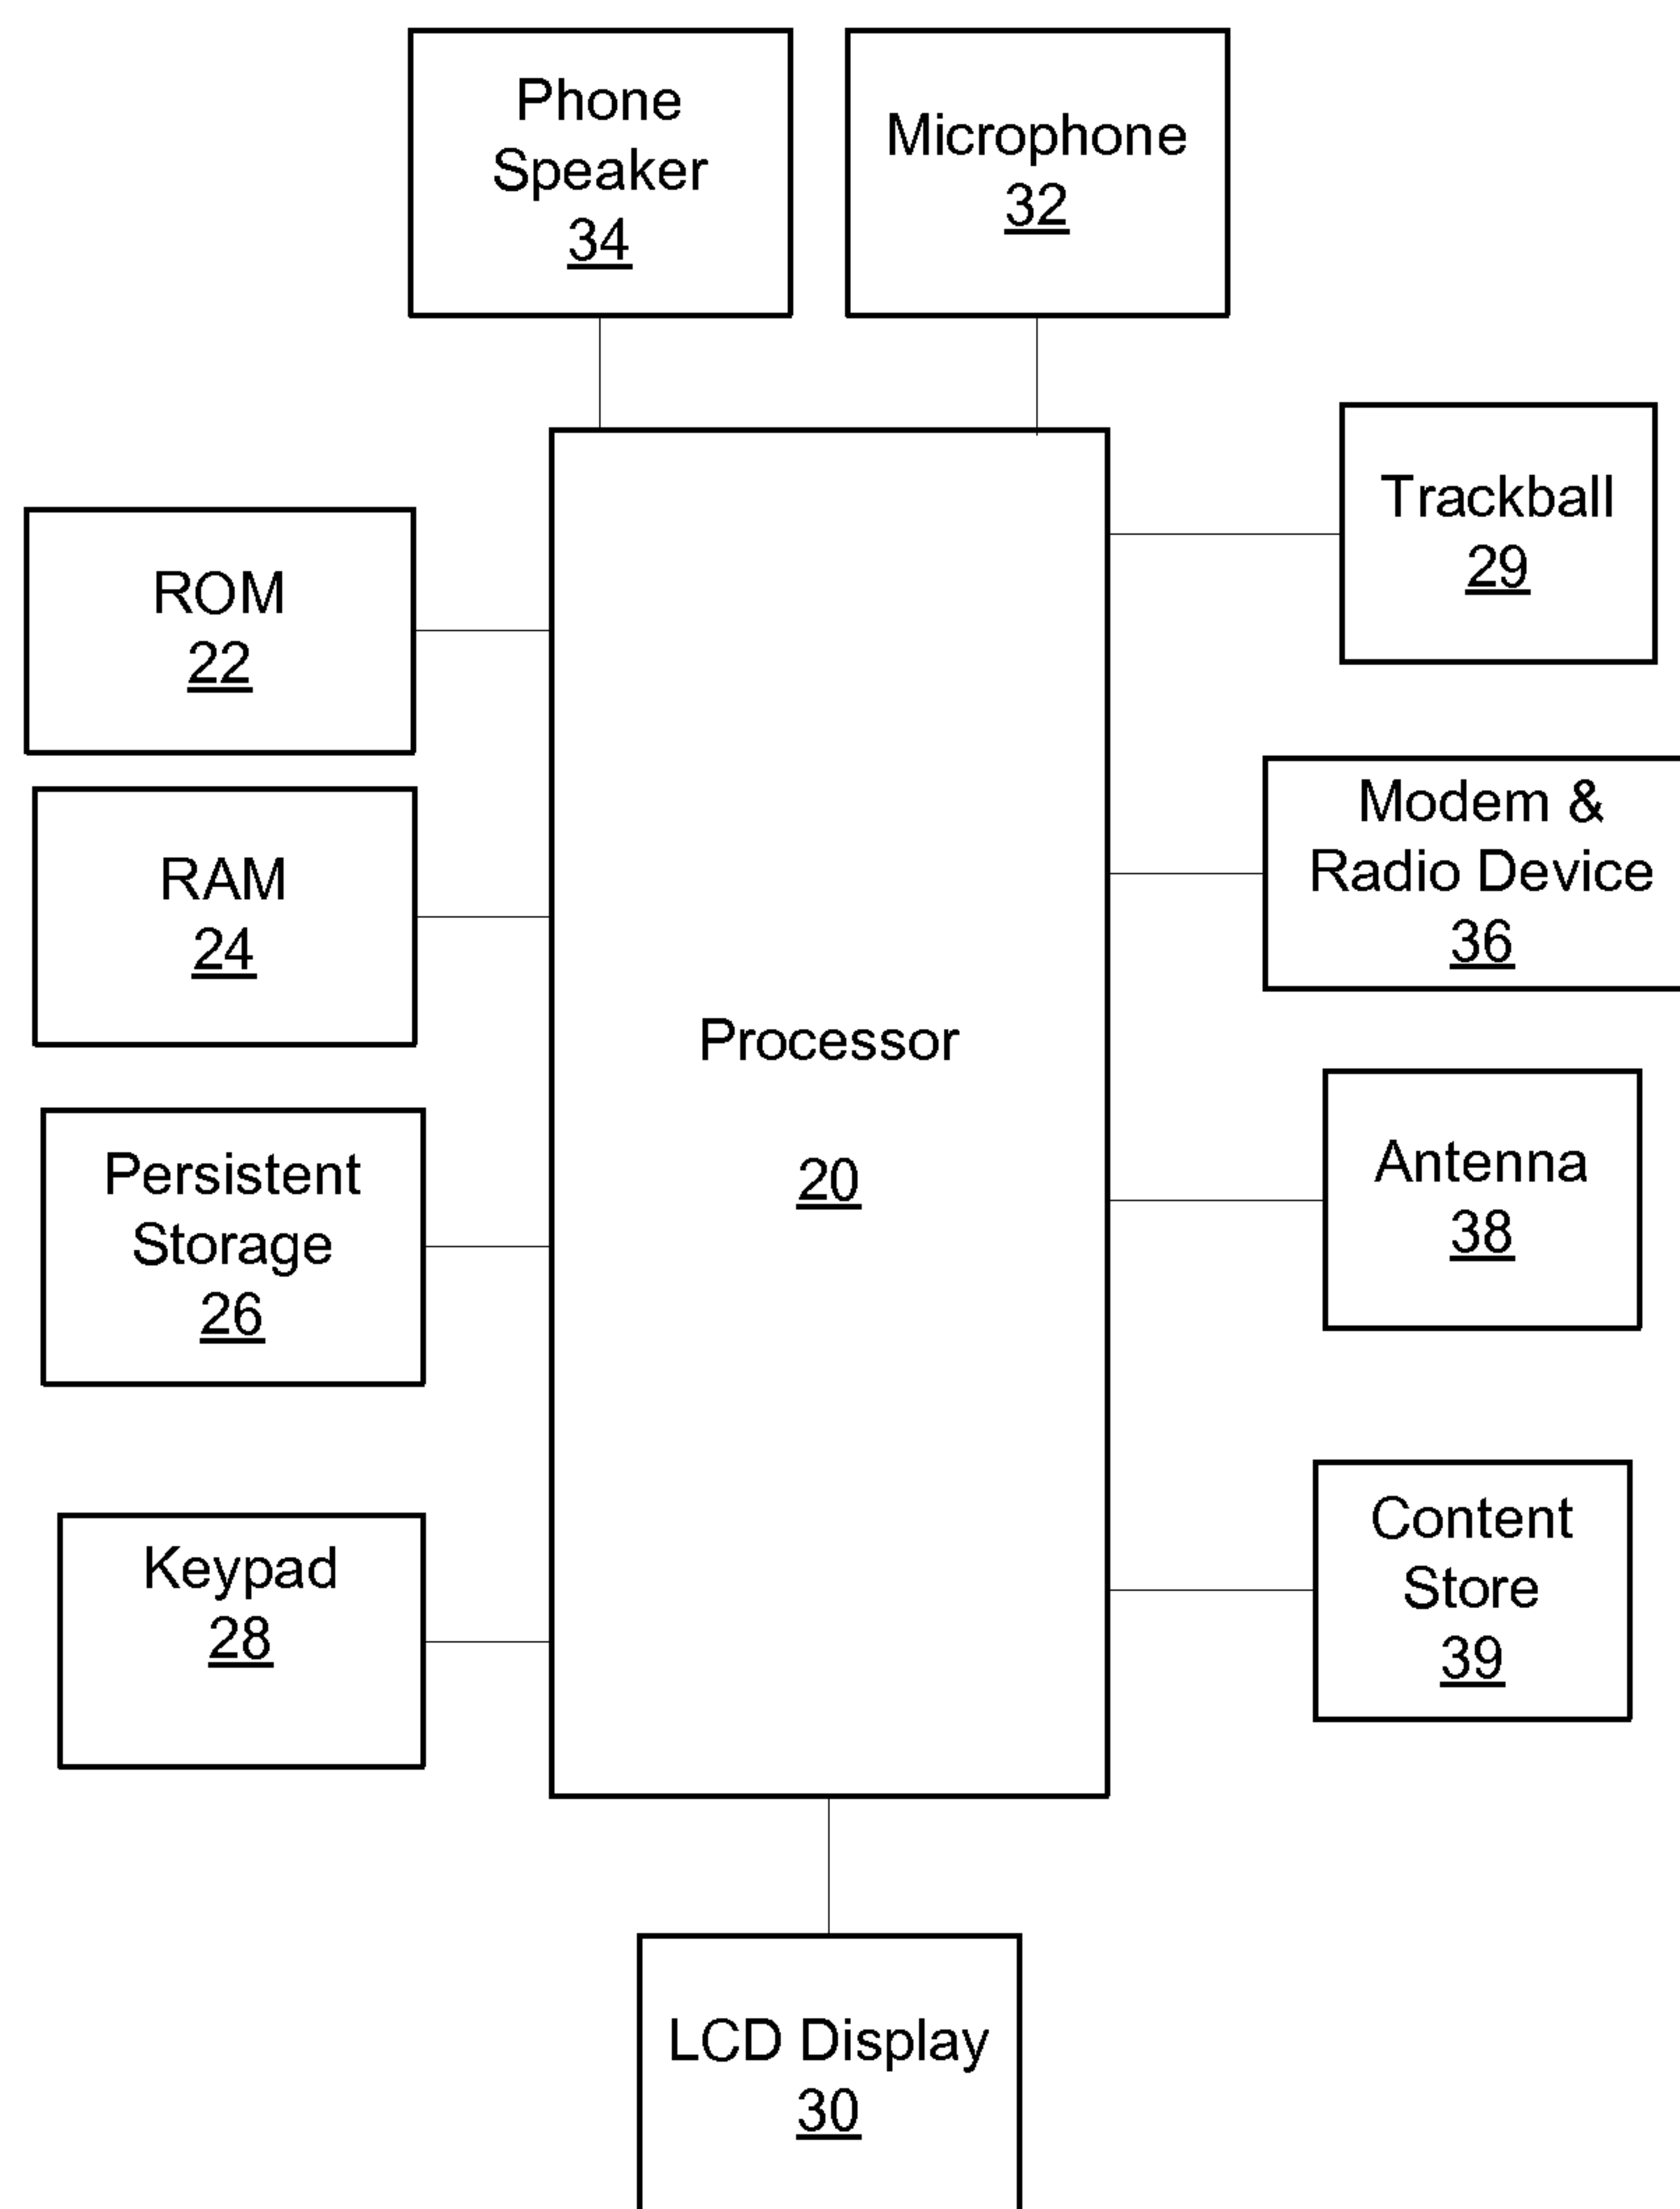 Phone
Speaker
34
Microphone
32
Trackball
29
ROM
22
Modem &
Radio Device
36
RAM
24
Processor
20
Antenna
38
Persistent
Storage
26
Content
Store
39
Keypad
28
LCD Display
30